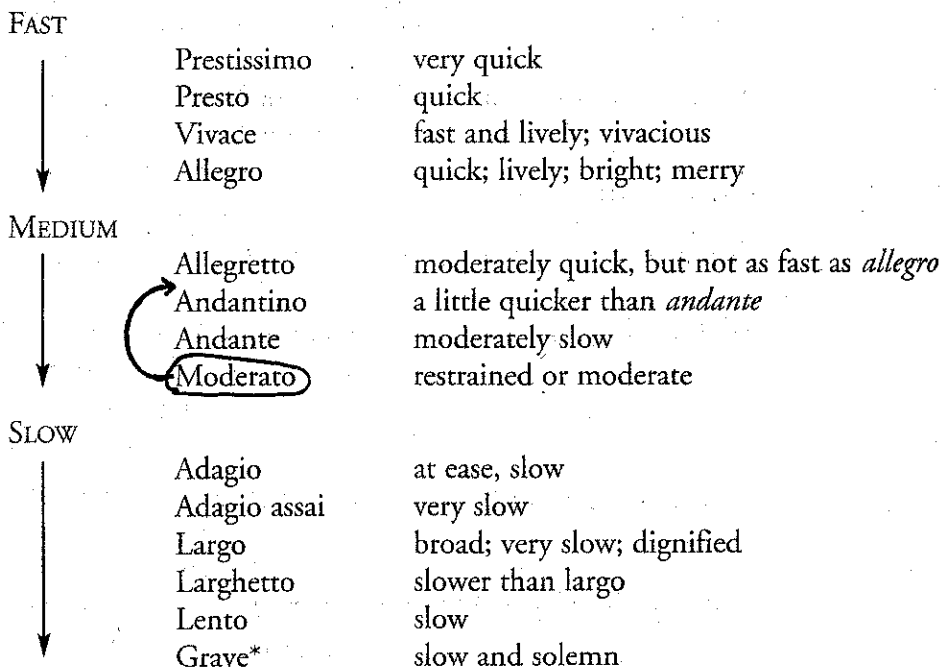 FAST
Prestissimo very quick
Presto quick
Vivace fast and lively; vivacious
Allegro quick; lively; bright; merry
MEDIUM
Allegretto moderately quick, but not as fast as allegro
Andantino a little quicker than andante
Andante moderately slow
Moderato restrained or moderate
SLOW
Adagio at ease, slow
Adagio assai very slow
Largo broad; very slow; dignified
Larghetto slower than largo
Lento slow
Grave* slow and solemn